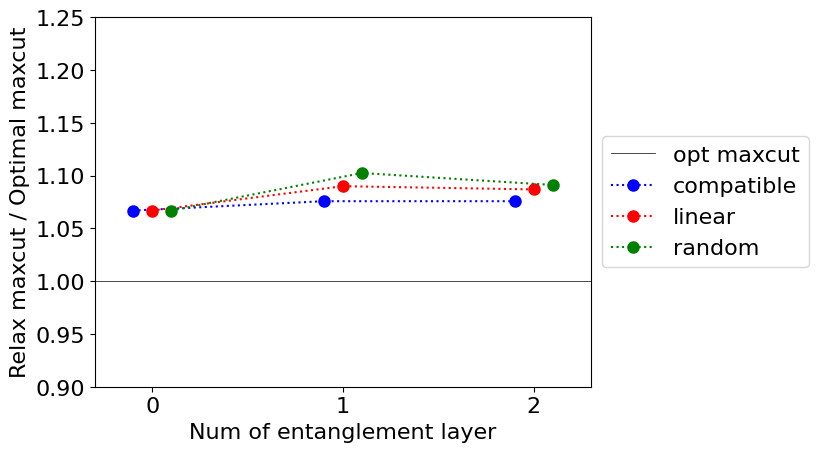 Relax maxcut / Optimal maxcut
1.25
1.20
1.15
1.10
1.05
1.00
0.95
0.90
0 1 2
Num of entanglement layer
opt maxcut
compatible
linear
random